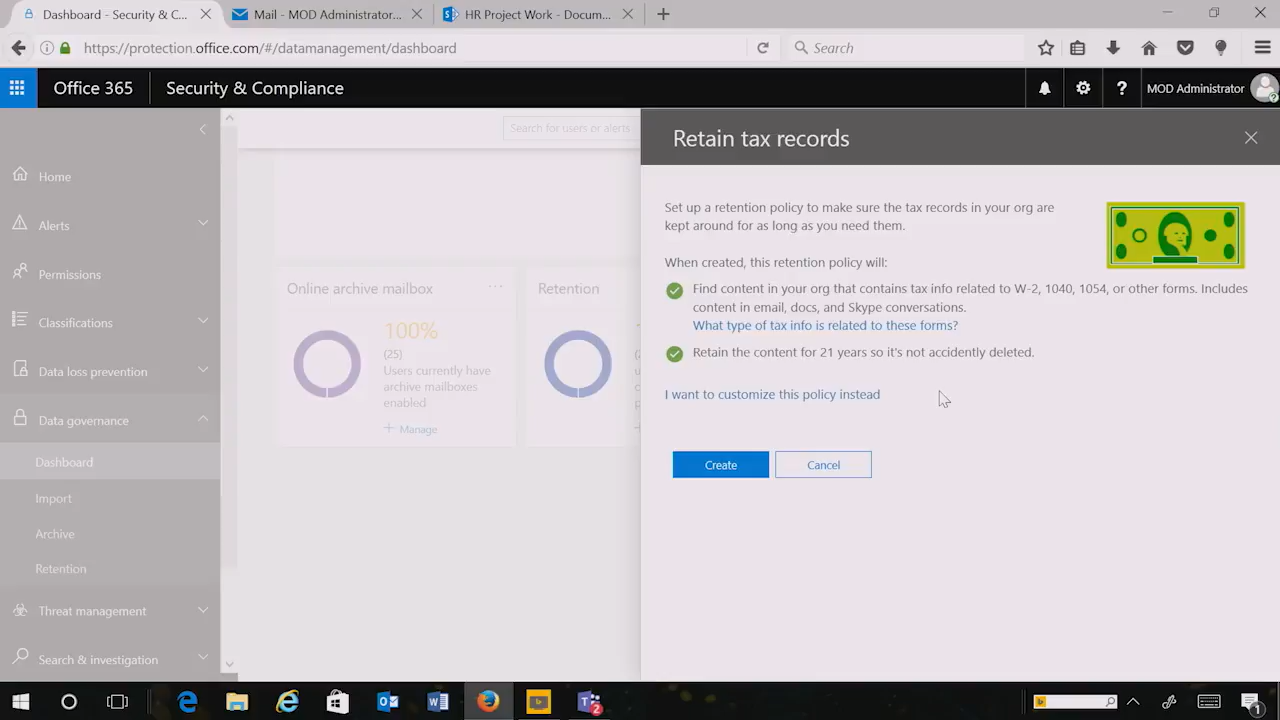 Dashboard - Security & Co...
Mail - MOD Administrator...
HR Project Work - Docum...
https://protection.office.com/#/datamanagement/dashboard
Search
Office 365
Security & Compliance
?
MOD Administrator
Search for users or alerts
Home
Alerts
Permissions
Classifications
Data loss prevention
Data governance
Dashboard
Import
Archive
Retention
Threat management
Search & investigation
Online archive mailbox
...
100%
(25)
Users currently have
archive mailboxes
enabled
+ Manage
Retention
Retain tax records
Set up a retention policy to make sure the tax records in your org are
kept around for as long as you need them.
When created, this retention policy will:
Find content in your org that contains tax info related to W-2, 1040, 1054, or other forms. Includes
content in email, docs, and Skype conversations.
What type of tax info is related to these forms?
Retain the content for 21 years so it's not accidently deleted.
I want to customize this policy instead
Create
Cancel
2
1